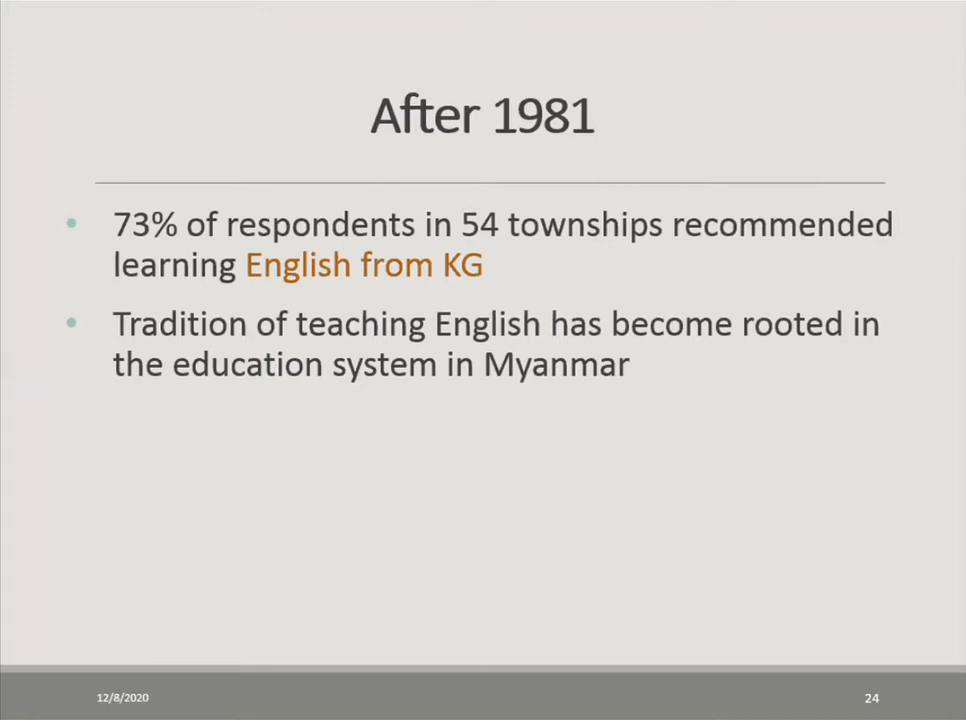 After 1981
• 73% of respondents in 54 townships recommended
learning English from KG
• Tradition of teaching English has become rooted in
the education system in Myanmar
12/8/2020
24